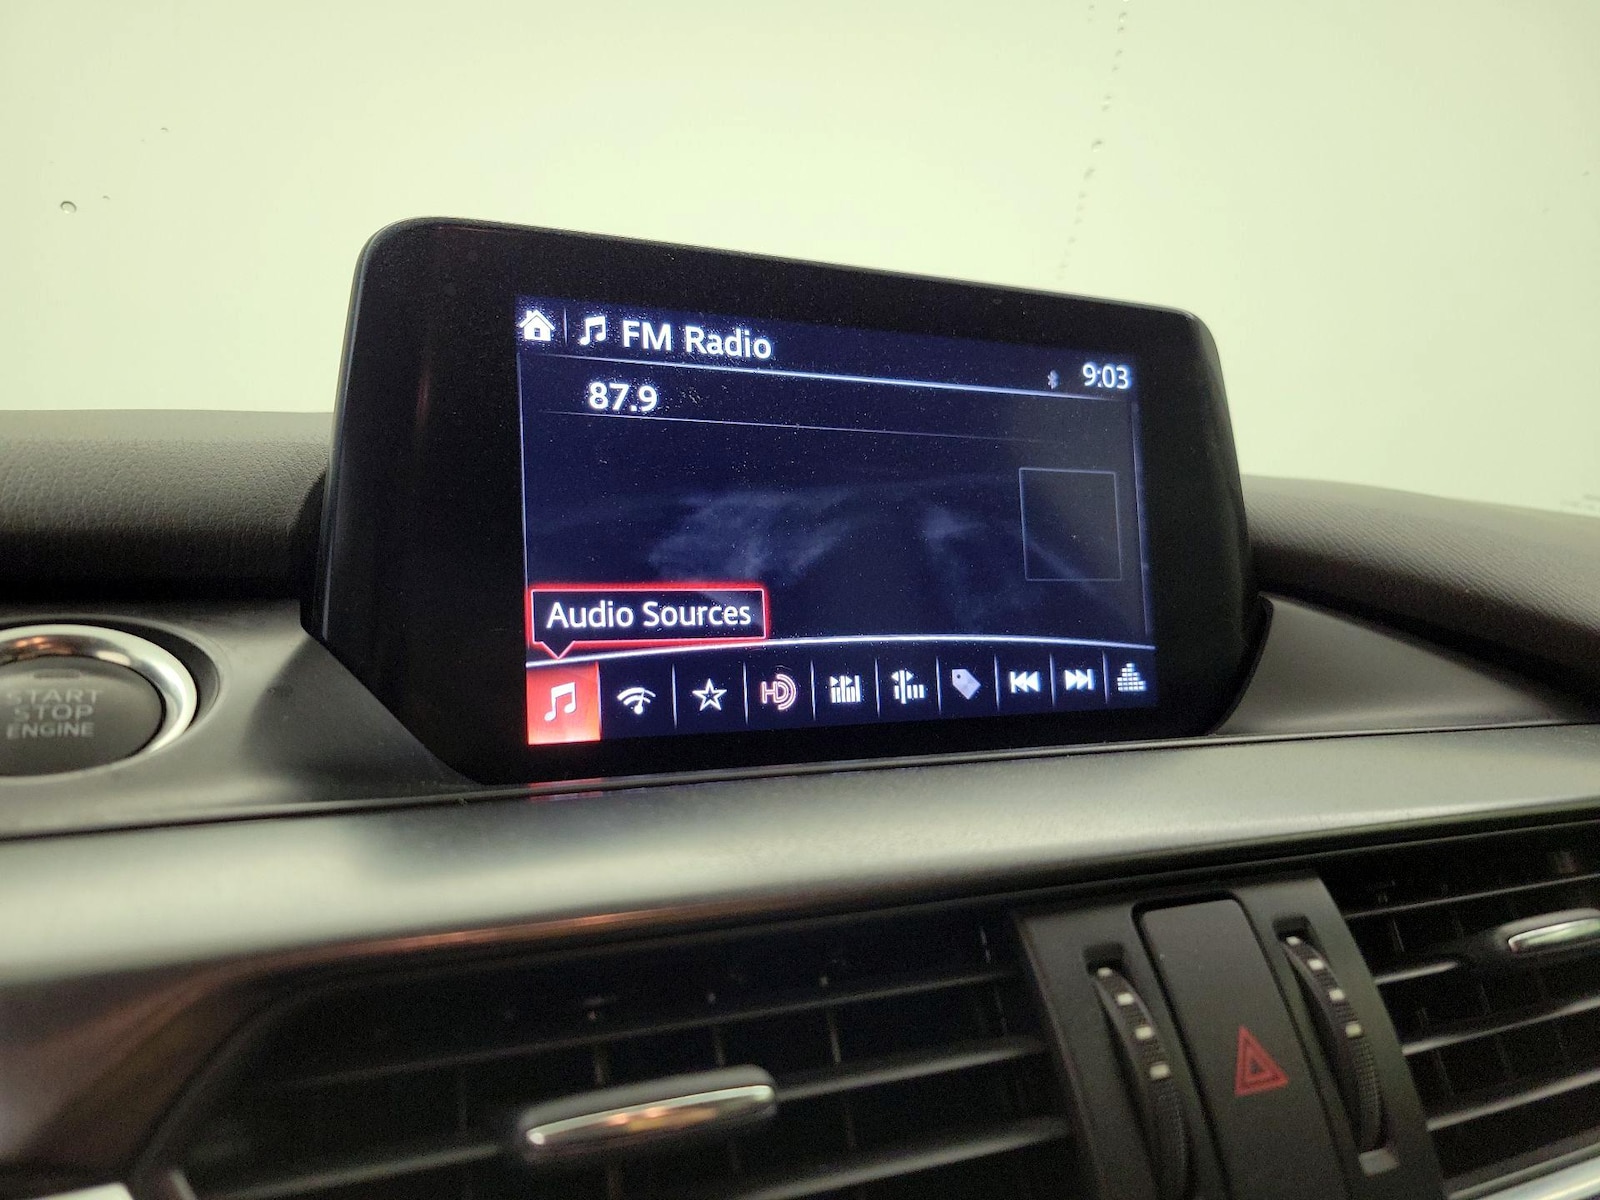 FM Radio
9:03
87.9
Audio Sources
HD
START
STOP
ENGINE